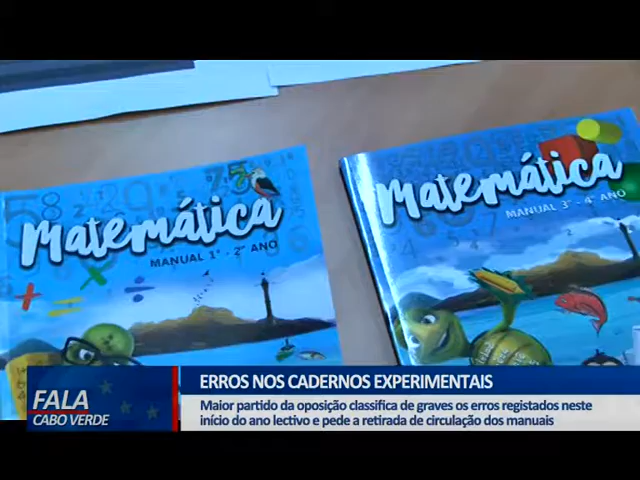 Matemática
MANUAL 1º - 2º ANO
Matemática
MANUAL 3º - 4º ANO
FALA
CABO VERDE
ERROS NOS CADERNOS EXPERIMENTAIS
Maior partido da oposição classifica de graves os erros registados neste
início do ano lectivo e pede a retirada de circulação dos manuais